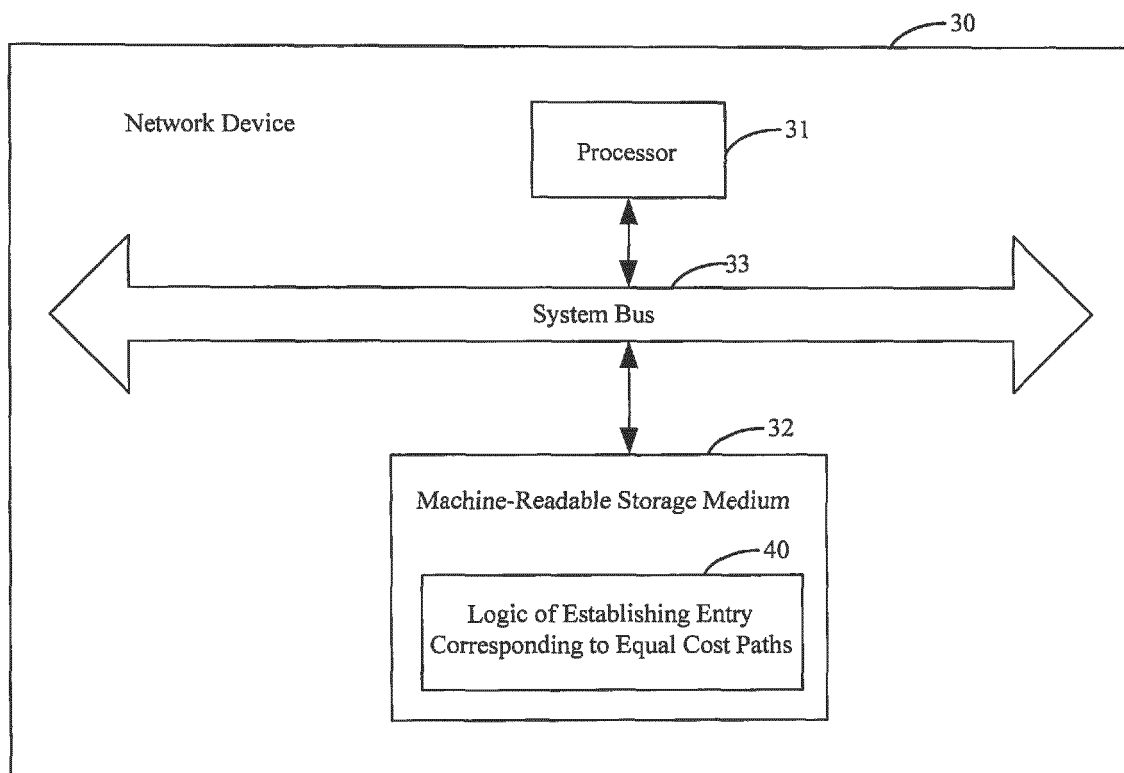 30
Network Device
31
Processor
33
System Bus
32
Machine-Readable Storage Medium
40
Logic of Establishing Entry
Corresponding to Equal Cost Paths